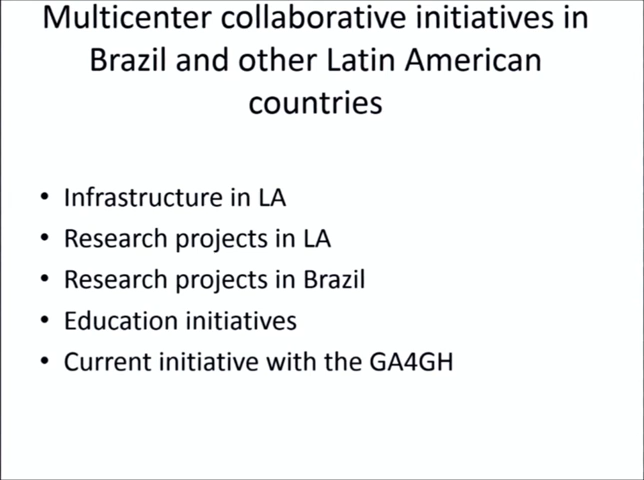 Multicenter collaborative initiatives in
Brazil and other Latin American
countries
• Infrastructure in LA
• Research projects in LA
• Research projects in Brazil
• Education initiatives
• Current initiative with the GA4GH